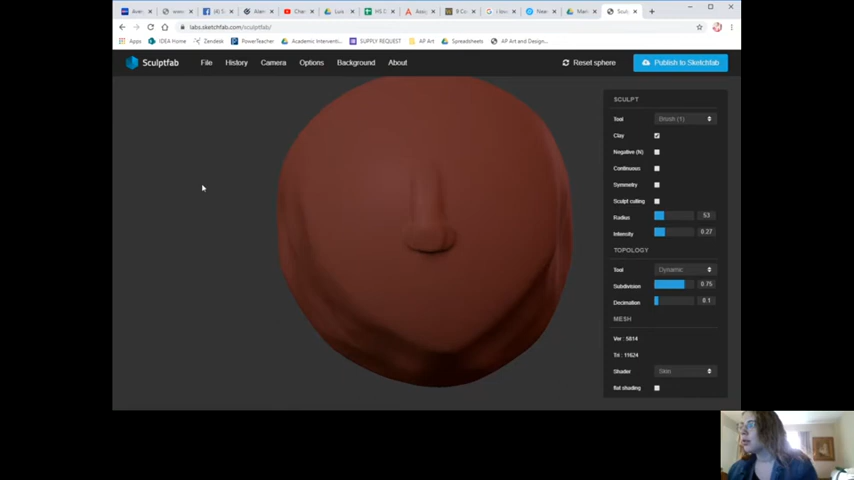 labs.sketchfab.com/sculptfab/
Apps IDEA Home Zendesk PowerTeacher Academic Interventi... SUPPLY REQUEST AP Art Spreadsheets AP Art and Design...
Sculptfab File History Camera Options Background About Reset sphere Publish to Sketchfab
SCULPT
Tool Brush (1)
Clay
Negative (N)
Continuous
Symmetry
Sculpt culling
Radius 53
Intensity 0.27
TOPOLOGY
Tool Dynamic
Subdivision 0.75
Decimation 0.1
MESH
Ver : 5814
Tri : 11624
Shader Skin
flat shading